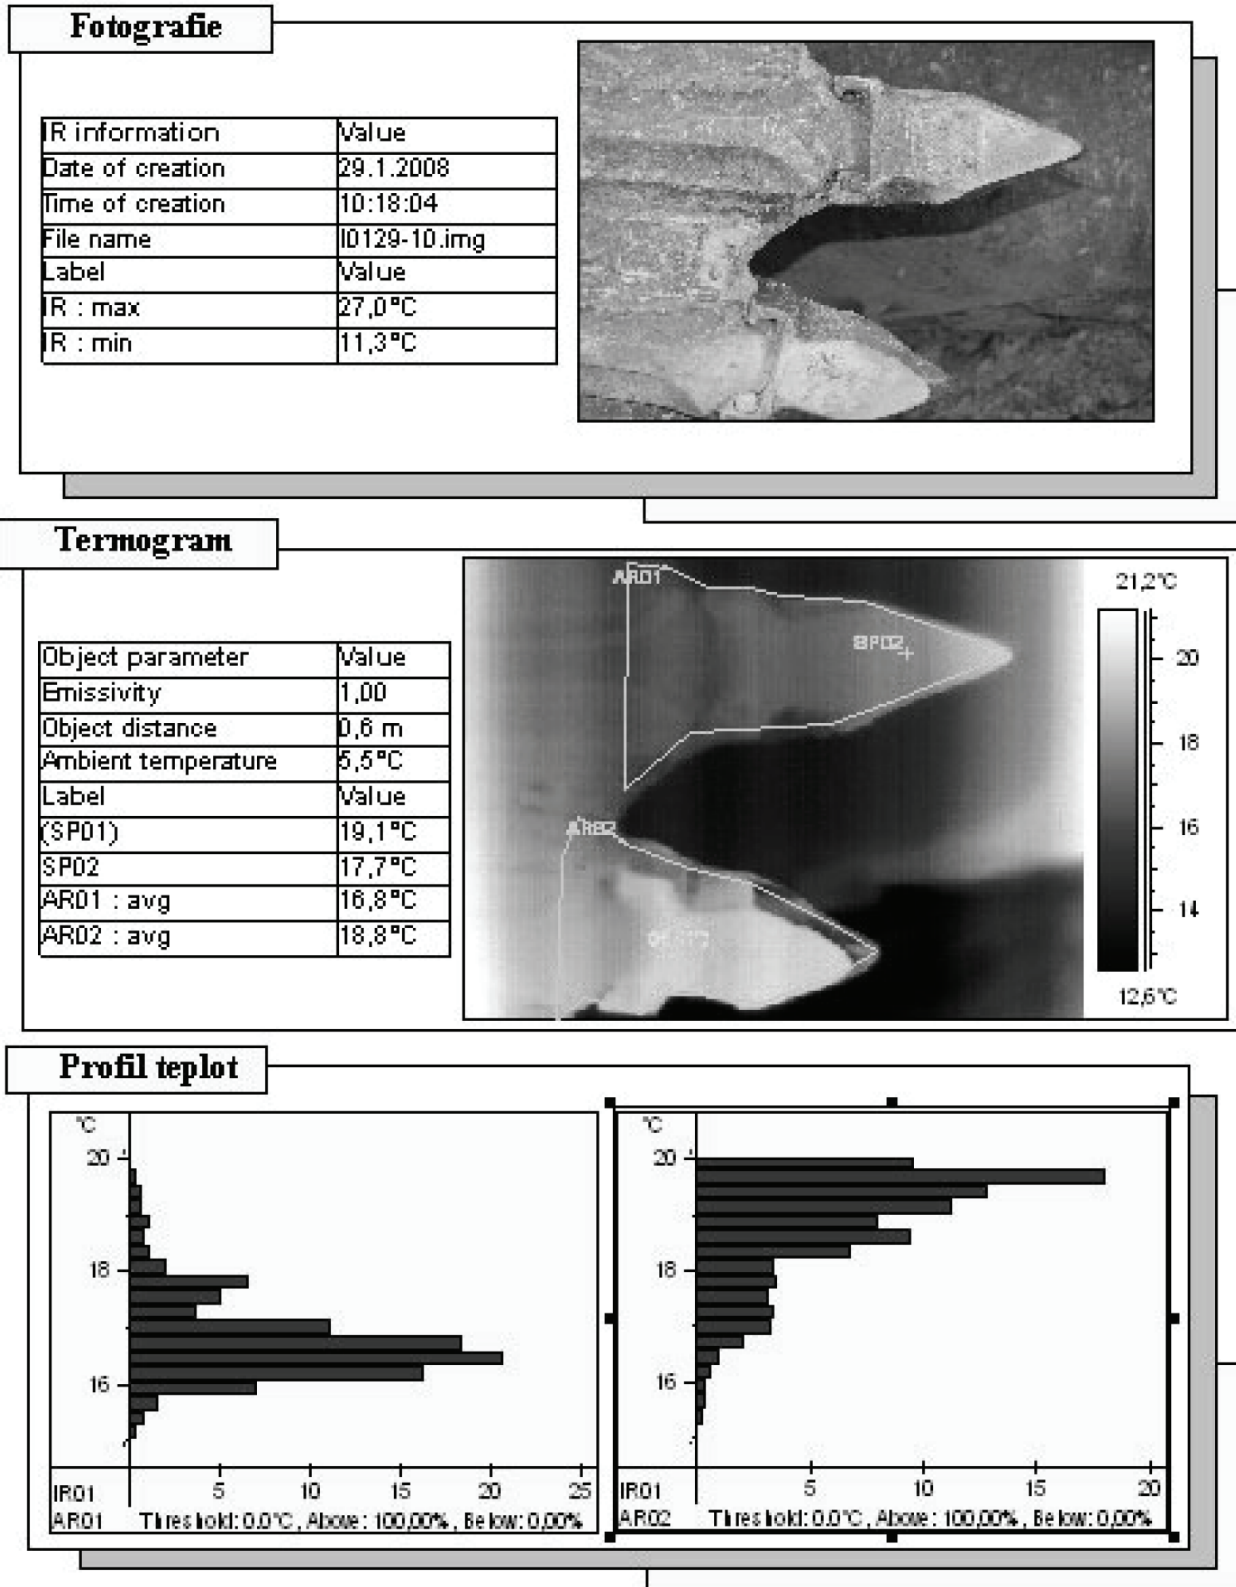 Fotografie
IR information Value
Date of creation 29.1.2008
Time of creation 10:18:04
File name I0129-10.img
Label Value
IR : max 27,0°C
IR : min 11,3°C
Termogram
Object parameter Value
Emissivity 1,00
Object distance 0,6 m
Ambient temperature 5,5°C
Label Value
(SP01) 19,1°C
SP02 17,7°C
AR01 : avg 16,8°C
AR02 : avg 18,8°C
AR01
SP02
AR02
21,2°C
20
18
16
14
12,6°C
Profil teplot
°C
20
18
16
5 10 15 20 25
IR01
AR01 Threshold: 0.0°C , Above: 100,00% , Below: 0,00%
°C
20
18
16
5 10 15 20
IR01
AR02 Threshold: 0.0°C , Above: 100,00% , Below: 0,00%